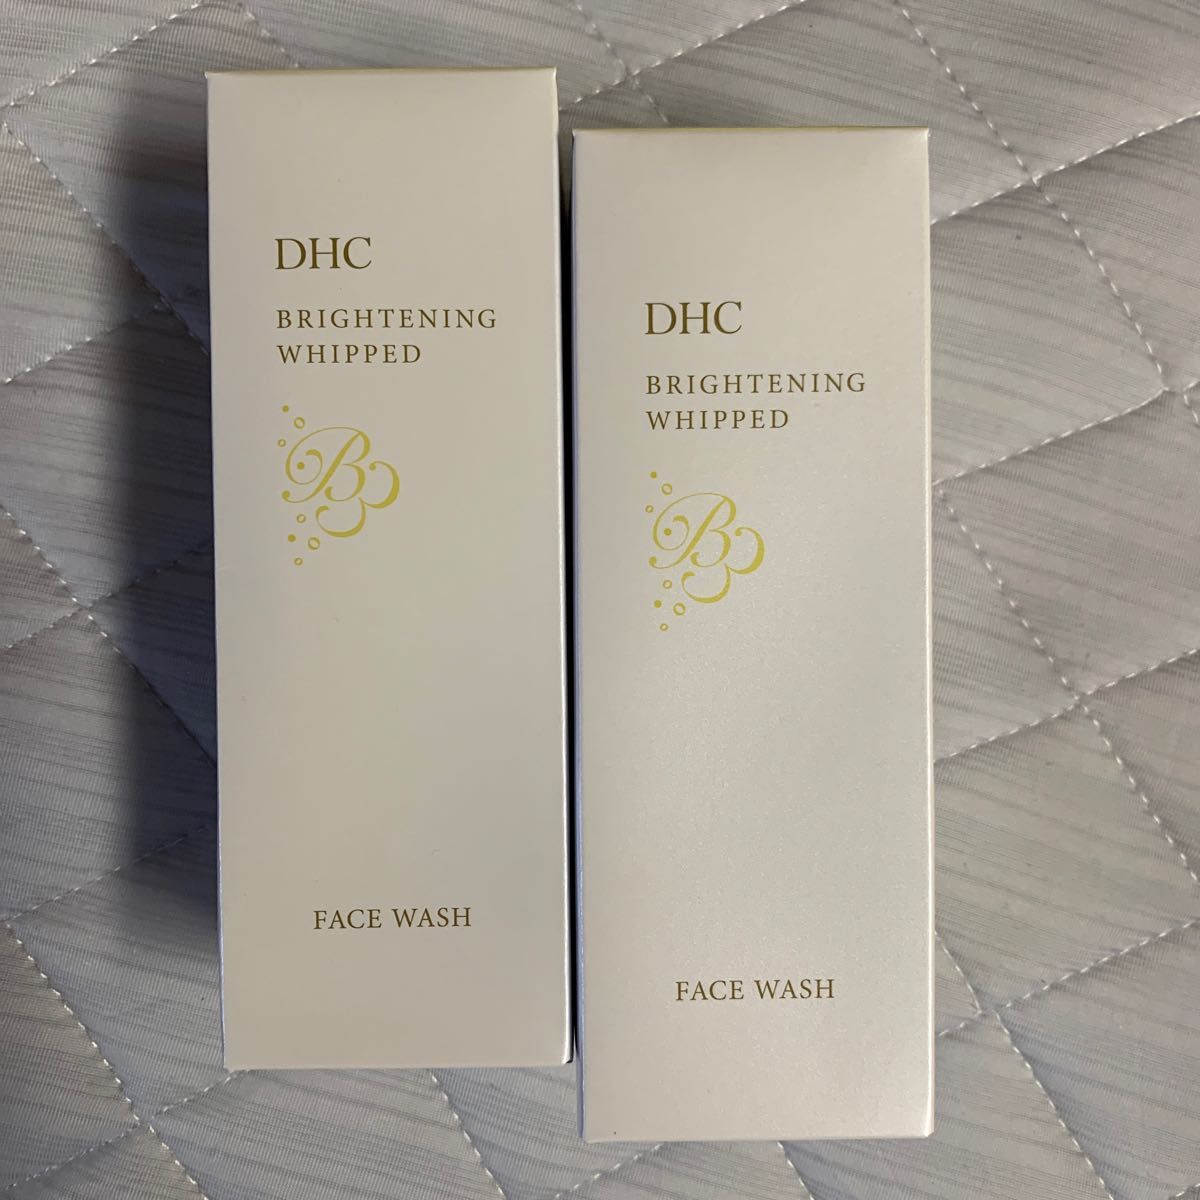 DHC
BRIGHTENING
WHIPPED
B
FACE WASH
DHC
BRIGHTENING
WHIPPED
B
FACE WASH